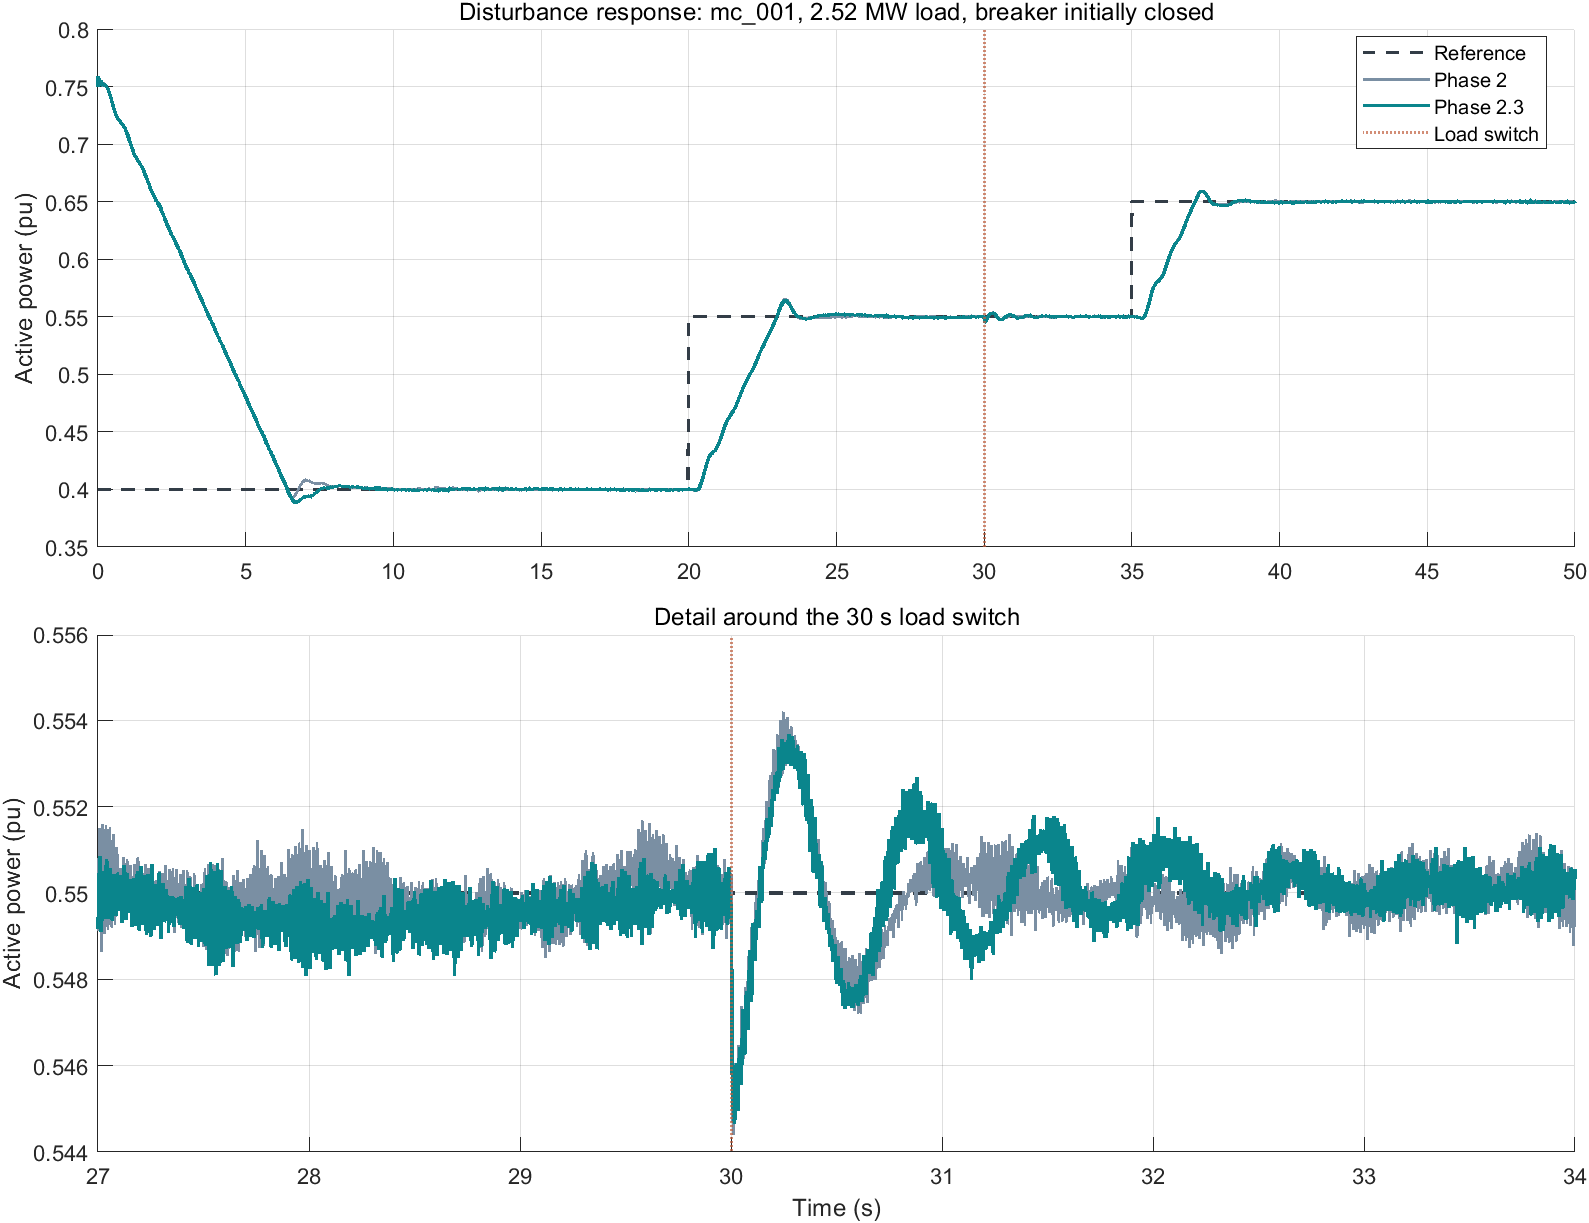 Disturbance response: mc_001, 2.52 MW load, breaker initially closed
Reference
Phase 2
Phase 2.3
Load switch
Active power (pu)
0.8
0.75
0.7
0.65
0.6
0.55
0.5
0.45
0.4
0.35
0 5 10 15 20 25 30 35 40 45 50
Detail around the 30 s load switch
Active power (pu)
0.556
0.554
0.552
0.55
0.548
0.546
0.544
27 28 29 30 31 32 33 34
Time (s)